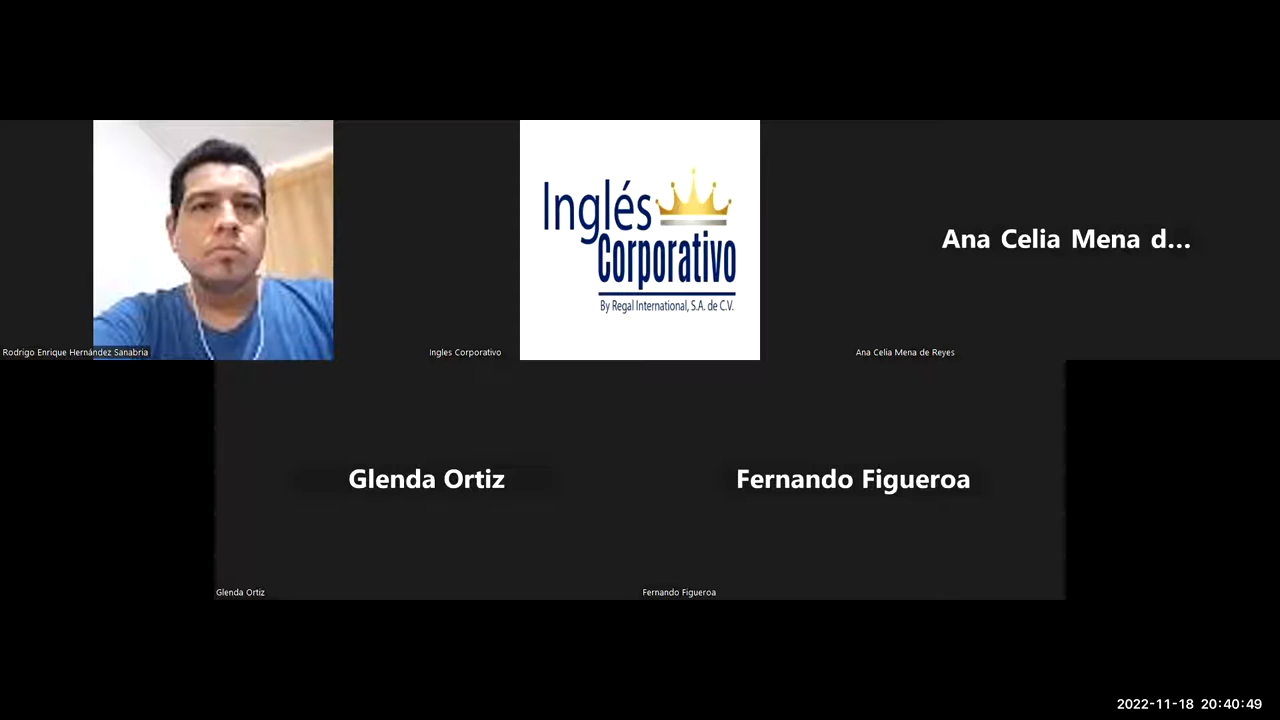 Inglés
Corporativo
By Regal International, S.A. de C.V.
Ana Celia Mena d...
Rodrigo Enrique Hernández Sanabria
Ingles Corporativo
Ana Celia Mena de Reyes
Glenda Ortiz
Fernando Figueroa
Glenda Ortiz
Fernando Figueroa
2022-11-18 20:40:49